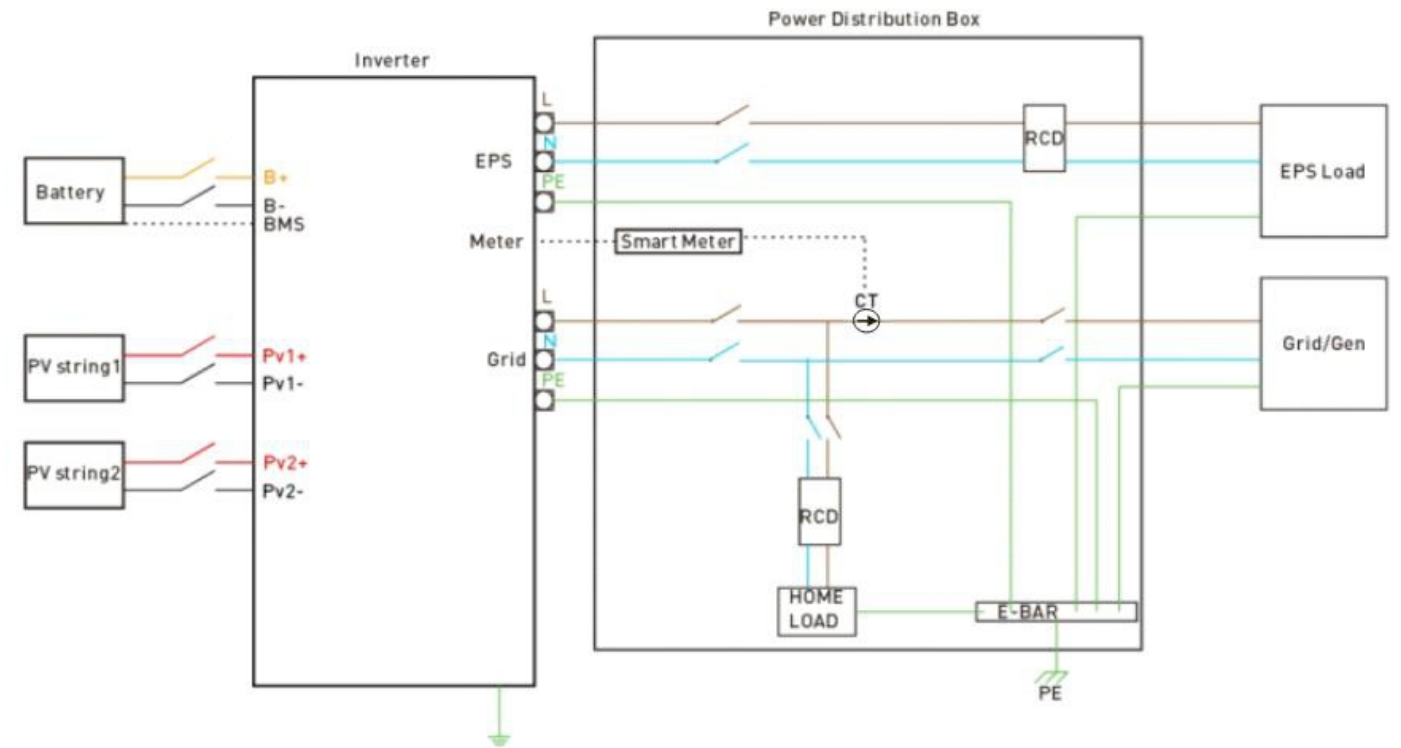 Power Distribution Box
Inverter
L
N
EPS
PE
RCD
EPS Load
Battery
B+
B-
BMS
Meter
Smart Meter
L
CT
N
Grid
PE
Grid/Gen
PV string1
Pv1+
Pv1-
PV string2
Pv2+
Pv2-
RCD
HOME
LOAD
E-BAR
PE